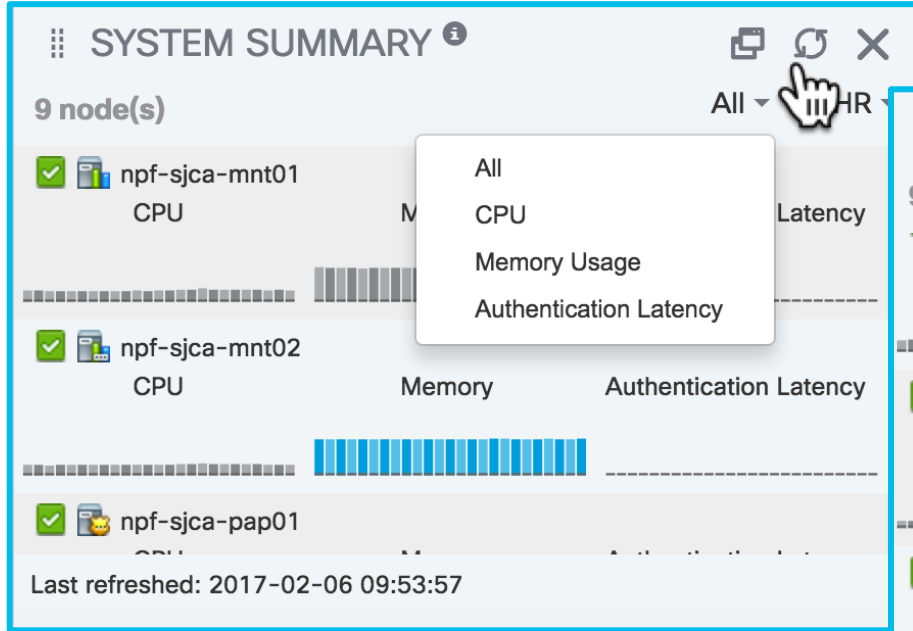 SYSTEM SUMMARY
9 node(s)
All HR
npf-sjca-mnt01
CPU Latency
All
CPU
Memory Usage
Authentication Latency
npf-sjca-mnt02
CPU Memory Authentication Latency
npf-sjca-pap01
Last refreshed: 2017-02-06 09:53:57